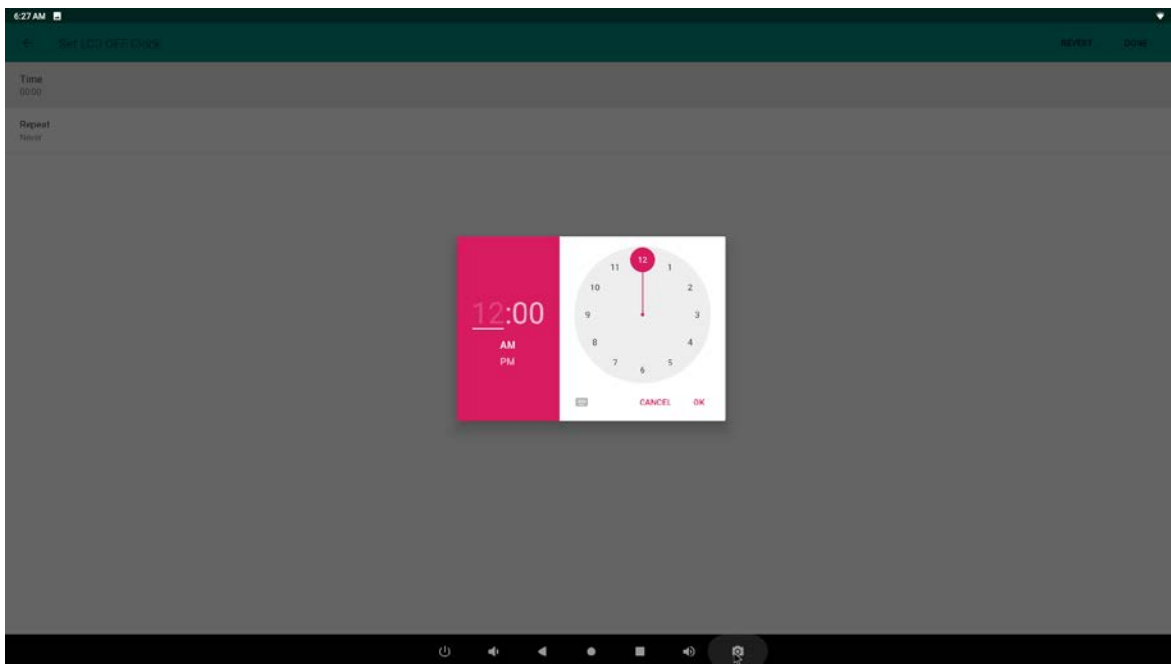 6:27 AM
Set LCD OFF Clock
REVERT DONE
Time
00:00
Repeat
Never
12:00
AM
PM
12
1
2
3
4
5
6
7
8
9
10
11
CANCEL OK